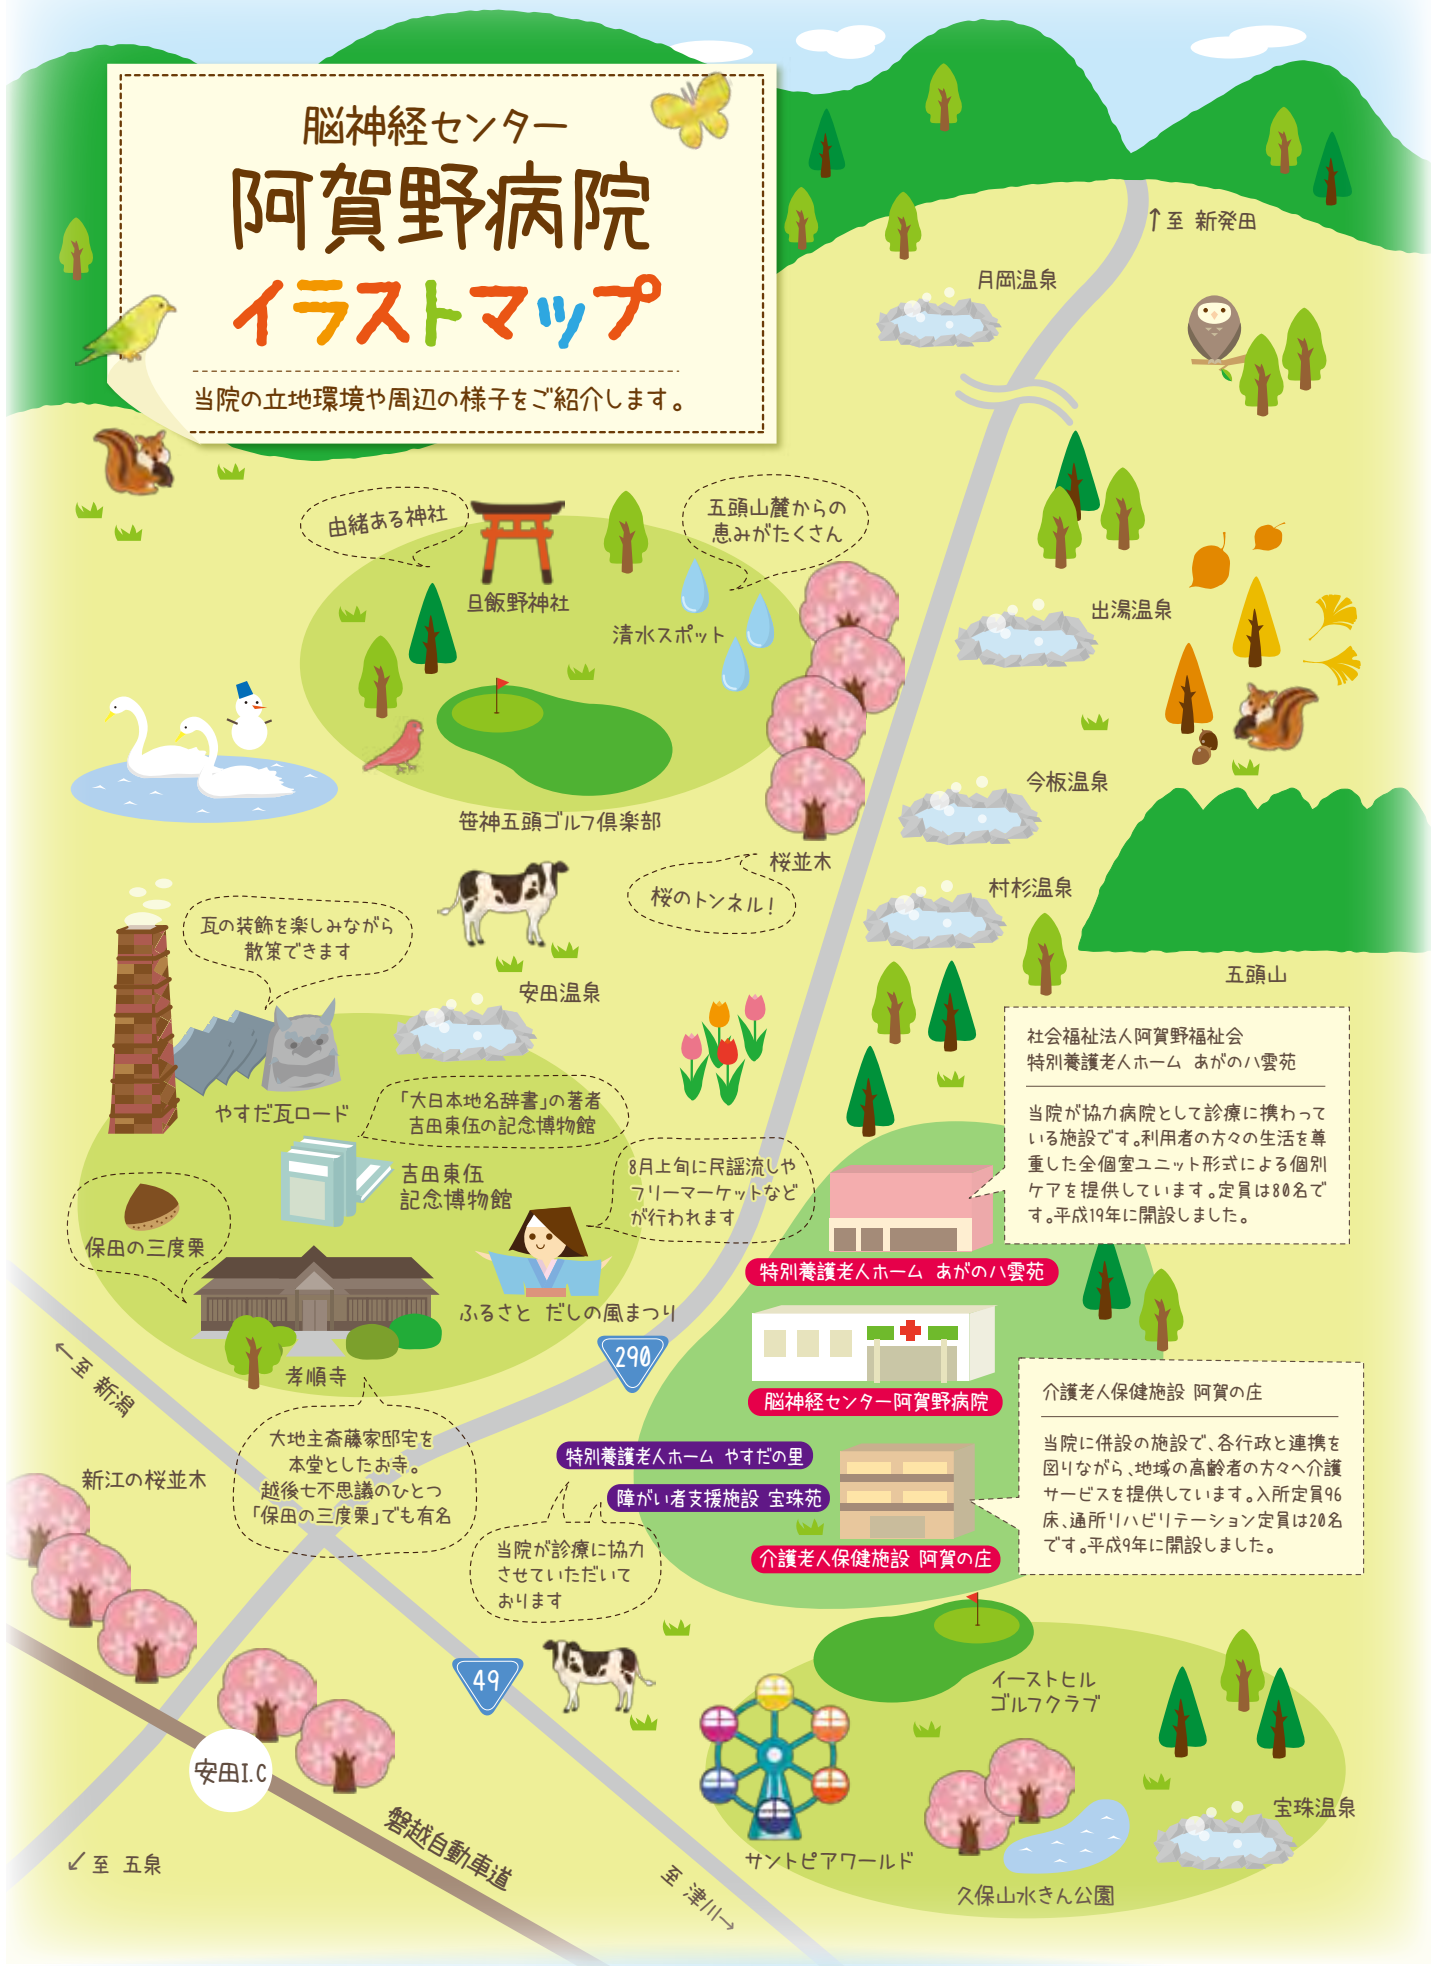 脳神経センター
阿賀野病院
イラストマップ
当院の立地環境や周辺の様子をご紹介します。
↑至 新発田
月岡温泉
由緒ある神社
五頭山麓からの
恵みがたくさん
旦飯野神社
清水スポット
出湯温泉
今板温泉
笹神五頭ゴルフ倶楽部
桜並木
桜のトンネル!
村杉温泉
五頭山
瓦の装飾を楽しみながら
散策できます
安田温泉
やすだ瓦ロード
「大日本地名辞書」の著者
吉田東伍の記念博物館
吉田東伍
記念博物館
8月上旬に民謡流しや
フリーマーケットなど
が行われます
保田の三度栗
ふるさと だしの風まつり
孝順寺
社会福祉法人阿賀野福祉会
特別養護老人ホーム あがの八雲苑
当院が協力病院として診療に携わって
いる施設です。利用者の方々の生活を尊
重した全個室ユニット形式による個別
ケアを提供しています。定員は80名で
す。平成19年に開設しました。
特別養護老人ホーム あがの八雲苑
290
←至 新潟
脳神経センター阿賀野病院
介護老人保健施設 阿賀の庄
当院に併設の施設で、各行政と連携を
図りながら、地域の高齢者の方々へ介護
サービスを提供しています。入所定員96
床、通所リハビリテーション定員は20名
です。平成9年に開設しました。
大地主斎藤家邸宅を
本堂としたお寺。
越後七不思議のひとつ
「保田の三度栗」でも有名
新江の桜並木
特別養護老人ホーム やすだの里
障がい者支援施設 宝珠苑
当院が診療に協力
させていただいて
おります
介護老人保健施設 阿賀の庄
49
イーストヒル
ゴルフクラブ
安田I.C
磐越自動車道
↙至 五泉
至 津川→
サントピアワールド
宝珠温泉
久保山水きん公園